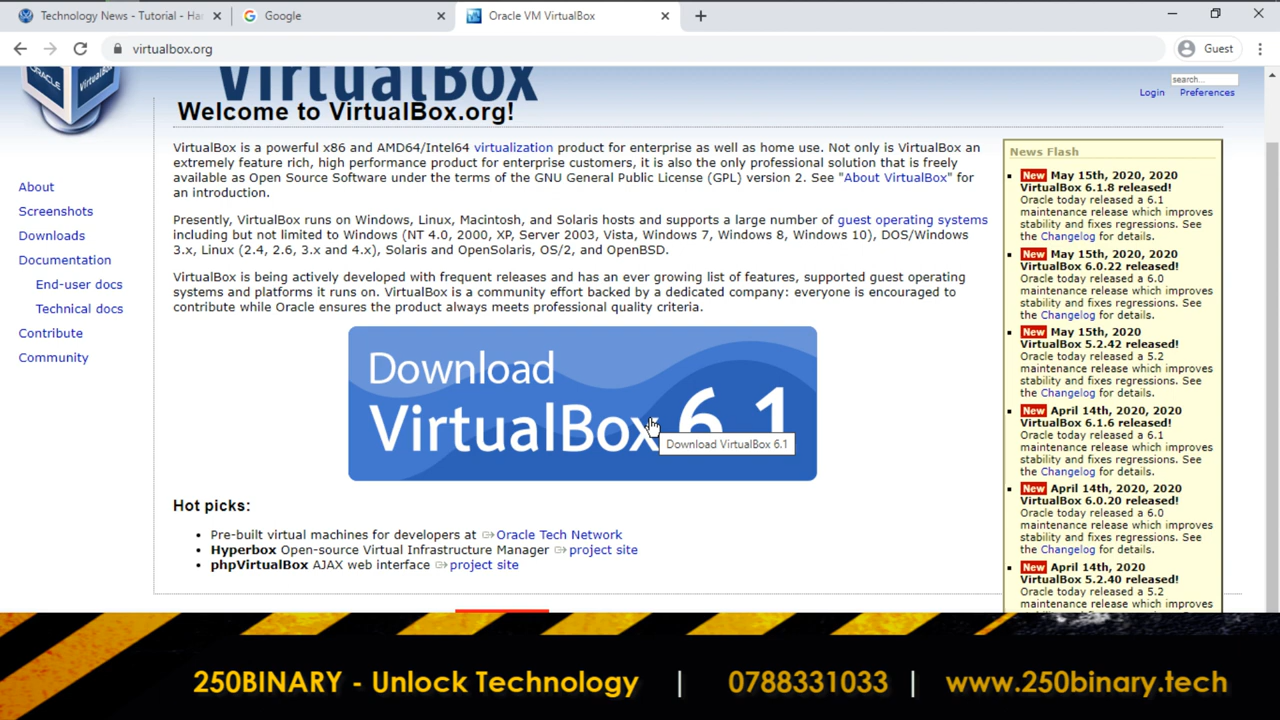 Technology News - Tutorial - Ha
Google
Oracle VM VirtualBox
virtualbox.org
Guest
ORACLE
VirtualBox
VirtualBox
search...
Login Preferences
Welcome to VirtualBox.org!
VirtualBox is a powerful x86 and AMD64/Intel64 virtualization product for enterprise as well as home use. Not only is VirtualBox an
extremely feature rich, high performance product for enterprise customers, it is also the only professional solution that is freely
available as Open Source Software under the terms of the GNU General Public License (GPL) version 2. See "About VirtualBox" for
an introduction.
Presently, VirtualBox runs on Windows, Linux, Macintosh, and Solaris hosts and supports a large number of guest operating systems
including but not limited to Windows (NT 4.0, 2000, XP, Server 2003, Vista, Windows 7, Windows 8, Windows 10), DOS/Windows
3.x, Linux (2.4, 2.6, 3.x and 4.x), Solaris and OpenSolaris, OS/2, and OpenBSD.
VirtualBox is being actively developed with frequent releases and has an ever growing list of features, supported guest operating
systems and platforms it runs on. VirtualBox is a community effort backed by a dedicated company: everyone is encouraged to
contribute while Oracle ensures the product always meets professional quality criteria.
About
Screenshots
Downloads
Documentation
End-user docs
Technical docs
Contribute
Community
Download
VirtualBox 6.1
Download VirtualBox 6.1
Hot picks:
• Pre-built virtual machines for developers at Oracle Tech Network
• Hyperbox Open-source Virtual Infrastructure Manager project site
• phpVirtualBox AJAX web interface project site
News Flash
New May 15th, 2020, 2020
VirtualBox 6.1.8 released!
Oracle today released a 6.1
maintenance release which improves
stability and fixes regressions. See
the Changelog for details.
New May 15th, 2020, 2020
VirtualBox 6.0.22 released!
Oracle today released a 6.0
maintenance release which improves
stability and fixes regressions. See
the Changelog for details.
New May 15th, 2020
VirtualBox 5.2.42 released!
Oracle today released a 5.2
maintenance release which improves
stability and fixes regressions. See
the Changelog for details.
New April 14th, 2020, 2020
VirtualBox 6.1.6 released!
Oracle today released a 6.1
maintenance release which improves
stability and fixes regressions. See
the Changelog for details.
New April 14th, 2020, 2020
VirtualBox 6.0.20 released!
Oracle today released a 6.0
maintenance release which improves
stability and fixes regressions. See
the Changelog for details.
New April 14th, 2020
VirtualBox 5.2.40 released!
Oracle today released a 5.2
maintenance release which improves
250BINARY - Unlock Technology | 0788331033 | www.250binary.tech